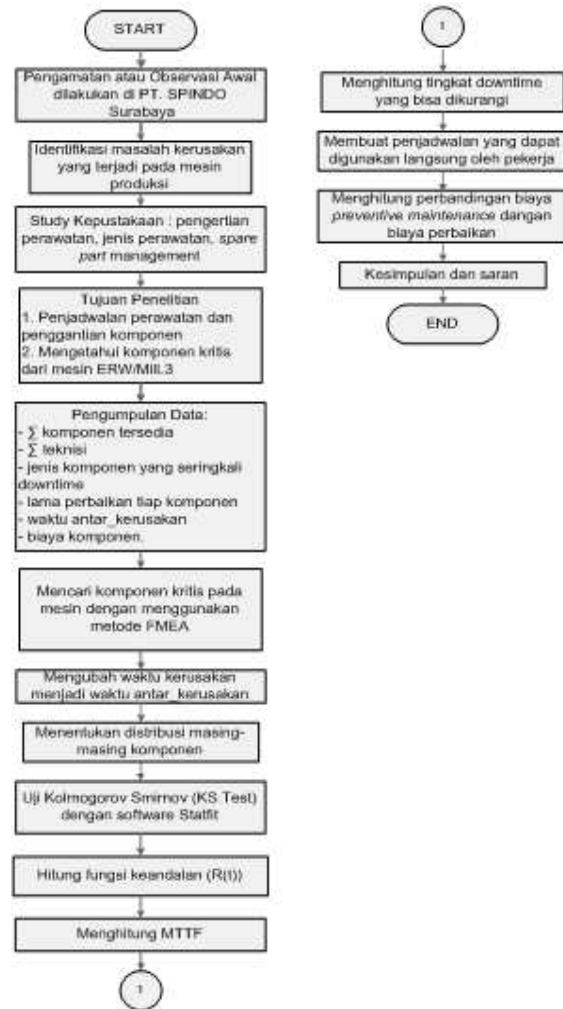 START
Pengamatan atau Observasi Awal
dilakukan di PT. SPINDO
Surabaya
Identifikasi masalah kerusakan
yang terjadi pada mesin
produksi
Study Kepustakaan : pengertian
perawatan, jenis perawatan, spare
part management
Tujuan Penelitian
1. Penjadwalan perawatan dan
penggantian komponen
2. Mengetahui komponen kritis
dari mesin ERW/Mill.3
Pengumpulan Data:
- ∑ komponen tersedia
- ∑ teknisi
- jenis komponen yang seringkali
downtime
- lama perbaikan tiap komponen
- waktu antar_kerusakan
- biaya komponen.
Mencari komponen kritis pada
mesin dengan menggunakan
metode FMEA
Mengubah waktu kerusakan
menjadi waktu antar_kerusakan
Menentukan distribusi masing-
masing komponen
Uji Kolmogorov Smirnov (KS Test)
dengan software Statfit
Hitung fungsi keandalan (R(t))
Menghitung MTTF
1
1
Menghitung tingkat downtime
yang bisa dikurangi
Membuat penjadwalan yang dapat
digunakan langsung oleh pekerja
Menghitung perbandingan biaya
preventive maintenance dangan
biaya perbaikan
Kesimpulan dan saran
END